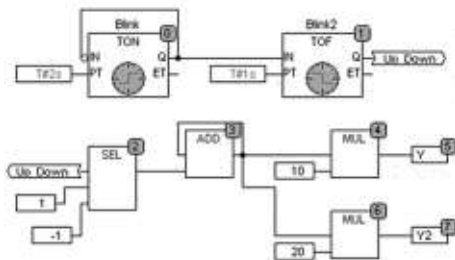 Blink
0
TON
IN
Q
PT
ET
T#2s
Blink2
1
TOF
IN
Q
PT
ET
T#1s
Up_Down
Up_Down
SEL
2
1
-1
ADD
3
MUL
4
10
Y
5
MUL
6
20
Y2
7